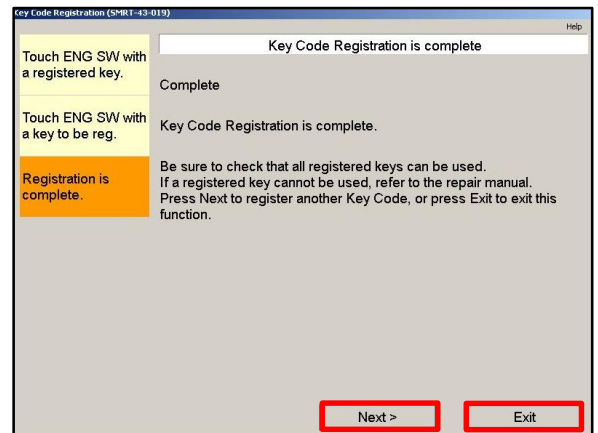 Key Code Registration (SMRT-43-019)
Help
Touch ENG SW with
a registered key.
Touch ENG SW with
a key to be reg.
Registration is
complete.
Key Code Registration is complete
Complete
Key Code Registration is complete.
Be sure to check that all registered keys can be used.
If a registered key cannot be used, refer to the repair manual.
Press Next to register another Key Code, or press Exit to exit this
function.
Next >
Exit